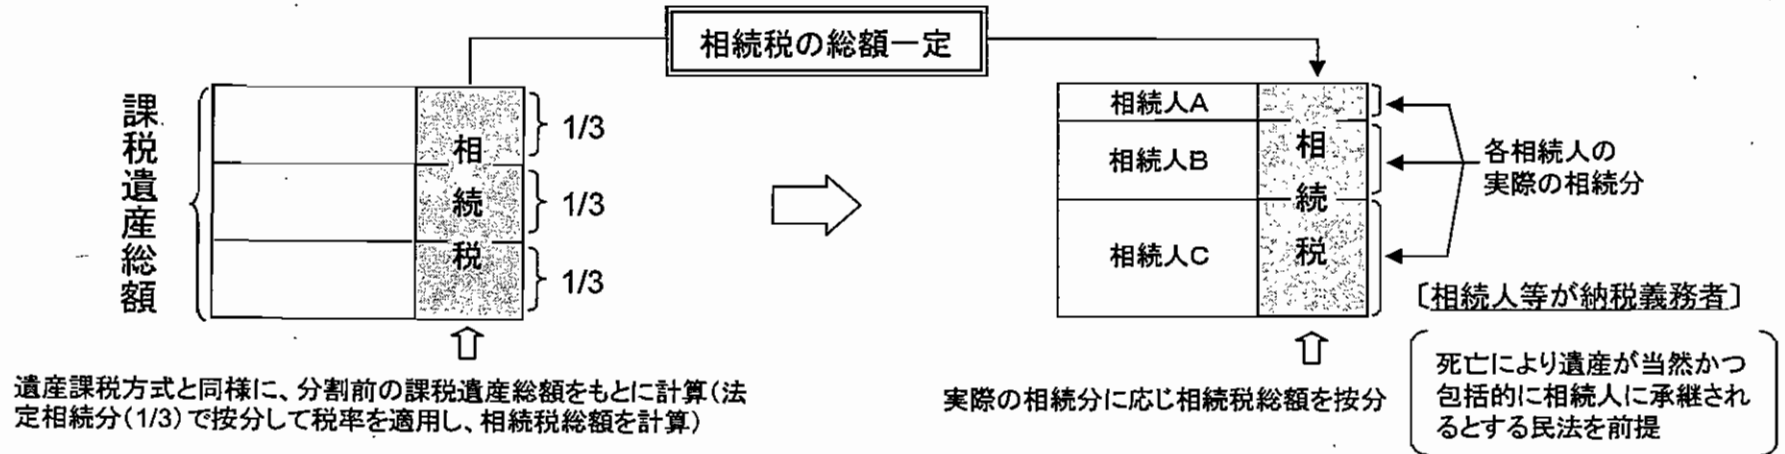 相続税の総額一定
課税遺産総額
相続税
1/3
1/3
1/3
遺産課税方式と同様に、分割前の課税遺産総額をもとに計算(法
定相続分(1/3)で按分して税率を適用し、相続税総額を計算)
相続人A
相続人B
相続人C
相続税
各相続人の
実際の相続分
〔相続人等が納税義務者〕
実際の相続分に応じ相続税総額を按分
死亡により遺産が当然かつ
包括的に相続人に承継され
るとする民法を前提